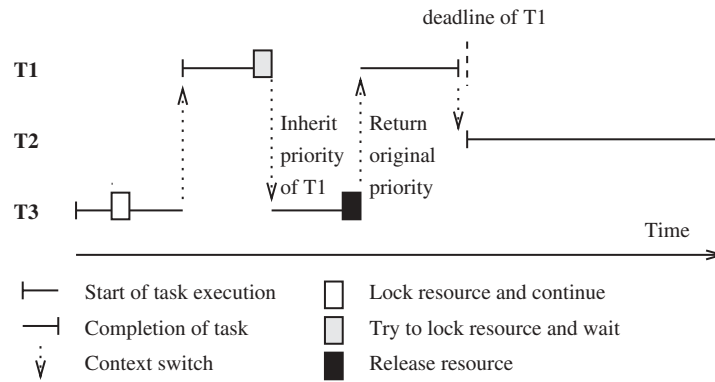 deadline of T1
T1
Inherit
priority
of T1
Return
original
priority
T2
T3
Time
Start of task execution
Lock resource and continue
Completion of task
Try to lock resource and wait
Context switch
Release resource